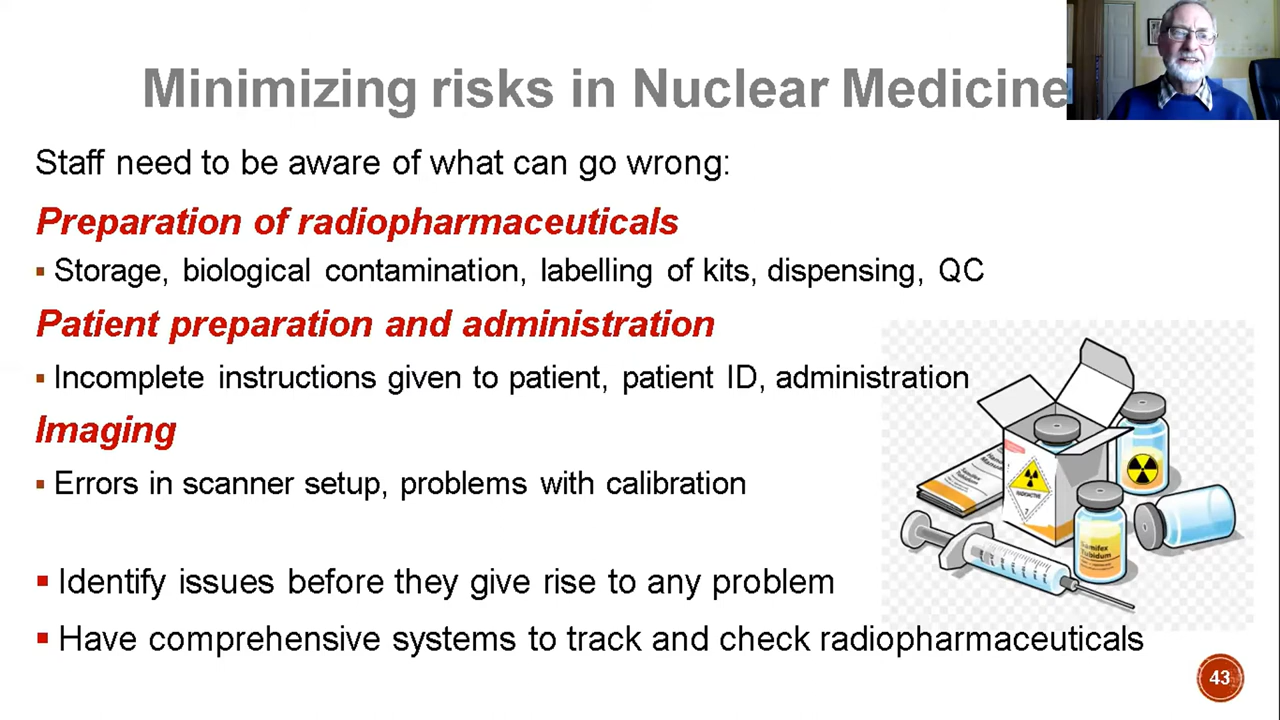 Minimizing risks in Nuclear Medicine
Staff need to be aware of what can go wrong:
Preparation of radiopharmaceuticals
▪ Storage, biological contamination, labelling of kits, dispensing, QC
Patient preparation and administration
▪ Incomplete instructions given to patient, patient ID, administration
Imaging
▪ Errors in scanner setup, problems with calibration
▪ Identify issues before they give rise to any problem
▪ Have comprehensive systems to track and check radiopharmaceuticals
RADIOACTIVE
7
Tubidum
43